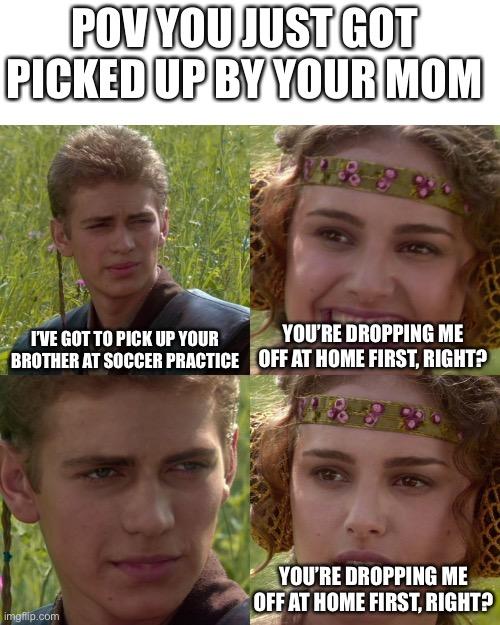 POV YOU JUST GOT
PICKED UP BY YOUR MOM
I'VE GOT TO PICK UP YOUR
BROTHER AT SOCCER PRACTICE
YOU'RE DROPPING ME
OFF AT HOME FIRST, RIGHT?
YOU'RE DROPPING ME
OFF AT HOME FIRST, RIGHT?
imgflip.com